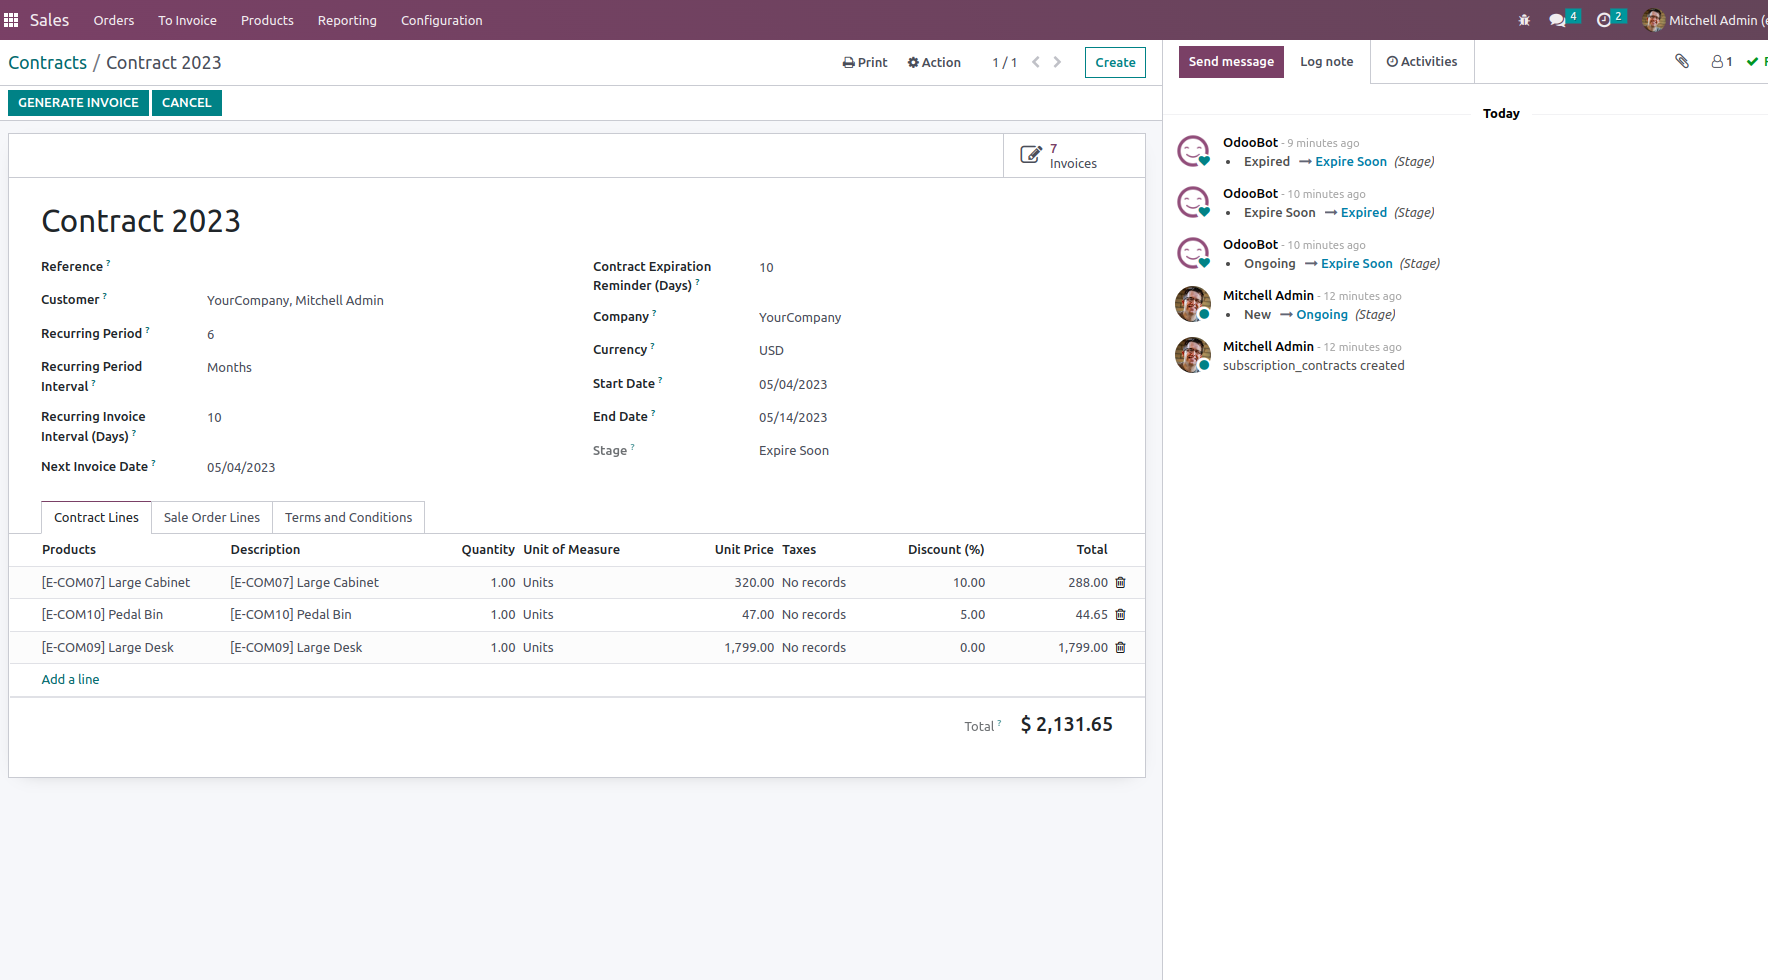 Sales Orders To Invoice Products Reporting Configuration 4 2 Mitchell Admin (
Contracts / Contract 2023 Print Action 1 / 1 Create
Send message Log note Activities 1
GENERATE INVOICE CANCEL
7
Invoices
Contract 2023
Reference ?
Customer ? YourCompany, Mitchell Admin
Recurring Period ? 6
Recurring Period
Interval ? Months
Recurring Invoice
Interval (Days) ? 10
Next Invoice Date ? 05/04/2023
Contract Expiration
Reminder (Days) ? 10
Company ? YourCompany
Currency ? USD
Start Date ? 05/04/2023
End Date ? 05/14/2023
Stage ? Expire Soon
Contract Lines Sale Order Lines Terms and Conditions
Products Description Quantity Unit of Measure Unit Price Taxes Discount (%) Total
[E-COM07] Large Cabinet [E-COM07] Large Cabinet 1.00 Units 320.00 No records 10.00 288.00
[E-COM10] Pedal Bin [E-COM10] Pedal Bin 1.00 Units 47.00 No records 5.00 44.65
[E-COM09] Large Desk [E-COM09] Large Desk 1.00 Units 1,799.00 No records 0.00 1,799.00
Add a line
Total ? $ 2,131.65
Today
OdooBot - 9 minutes ago
• Expired → Expire Soon (Stage)
OdooBot - 10 minutes ago
• Expire Soon → Expired (Stage)
OdooBot - 10 minutes ago
• Ongoing → Expire Soon (Stage)
Mitchell Admin - 12 minutes ago
• New → Ongoing (Stage)
Mitchell Admin - 12 minutes ago
subscription_contracts created